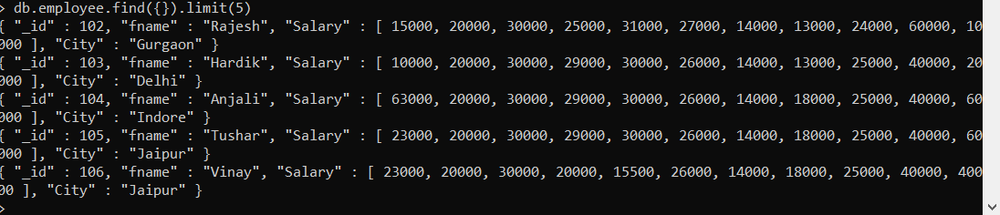 > db.employee.find({}).limit(5)
{ "_id" : 102, "fname" : "Rajesh", "Salary" : [ 15000, 20000, 30000, 25000, 31000, 27000, 14000, 13000, 24000, 60000, 10
000 ], "City" : "Gurgaon" }
{ "_id" : 103, "fname" : "Hardik", "Salary" : [ 10000, 20000, 30000, 29000, 30000, 26000, 14000, 13000, 25000, 40000, 20
000 ], "City" : "Delhi" }
{ "_id" : 104, "fname" : "Anjali", "Salary" : [ 63000, 20000, 30000, 29000, 30000, 26000, 14000, 18000, 25000, 40000, 60
000 ], "City" : "Indore" }
{ "_id" : 105, "fname" : "Tushar", "Salary" : [ 23000, 20000, 30000, 29000, 30000, 26000, 14000, 18000, 25000, 40000, 60
000 ], "City" : "Jaipur" }
{ "_id" : 106, "fname" : "Vinay", "Salary" : [ 23000, 20000, 30000, 20000, 15500, 26000, 14000, 18000, 25000, 40000, 400
00 ], "City" : "Jaipur" }
>